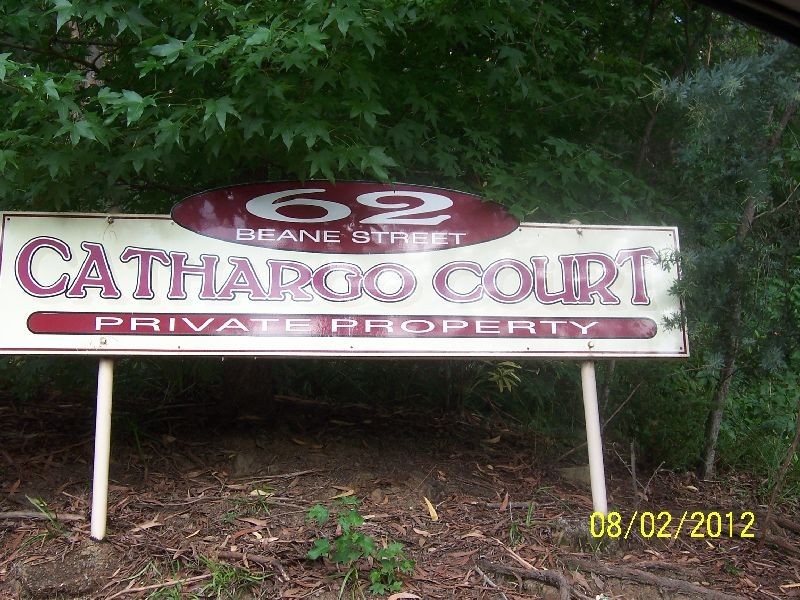 62
BEANE STREET
CATHARGO COURT
PRIVATE PROPERTY
08/02/2012